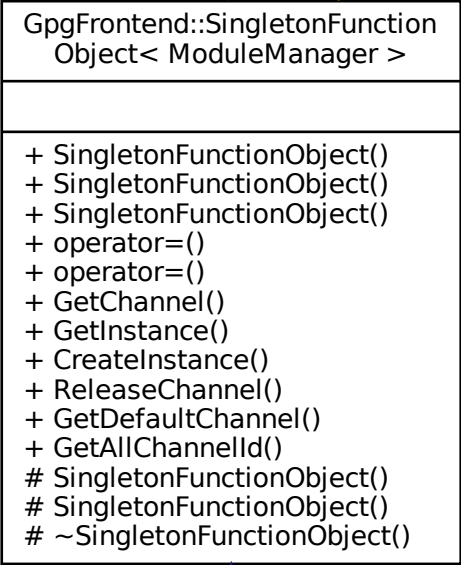 GpgFrontend::SingletonFunction
Object< ModuleManager >
+ SingletonFunctionObject()
+ SingletonFunctionObject()
+ SingletonFunctionObject()
+ operator=()
+ operator=()
+ GetChannel()
+ GetInstance()
+ CreateInstance()
+ ReleaseChannel()
+ GetDefaultChannel()
+ GetAllChannelId()
# SingletonFunctionObject()
# SingletonFunctionObject()
# ~SingletonFunctionObject()